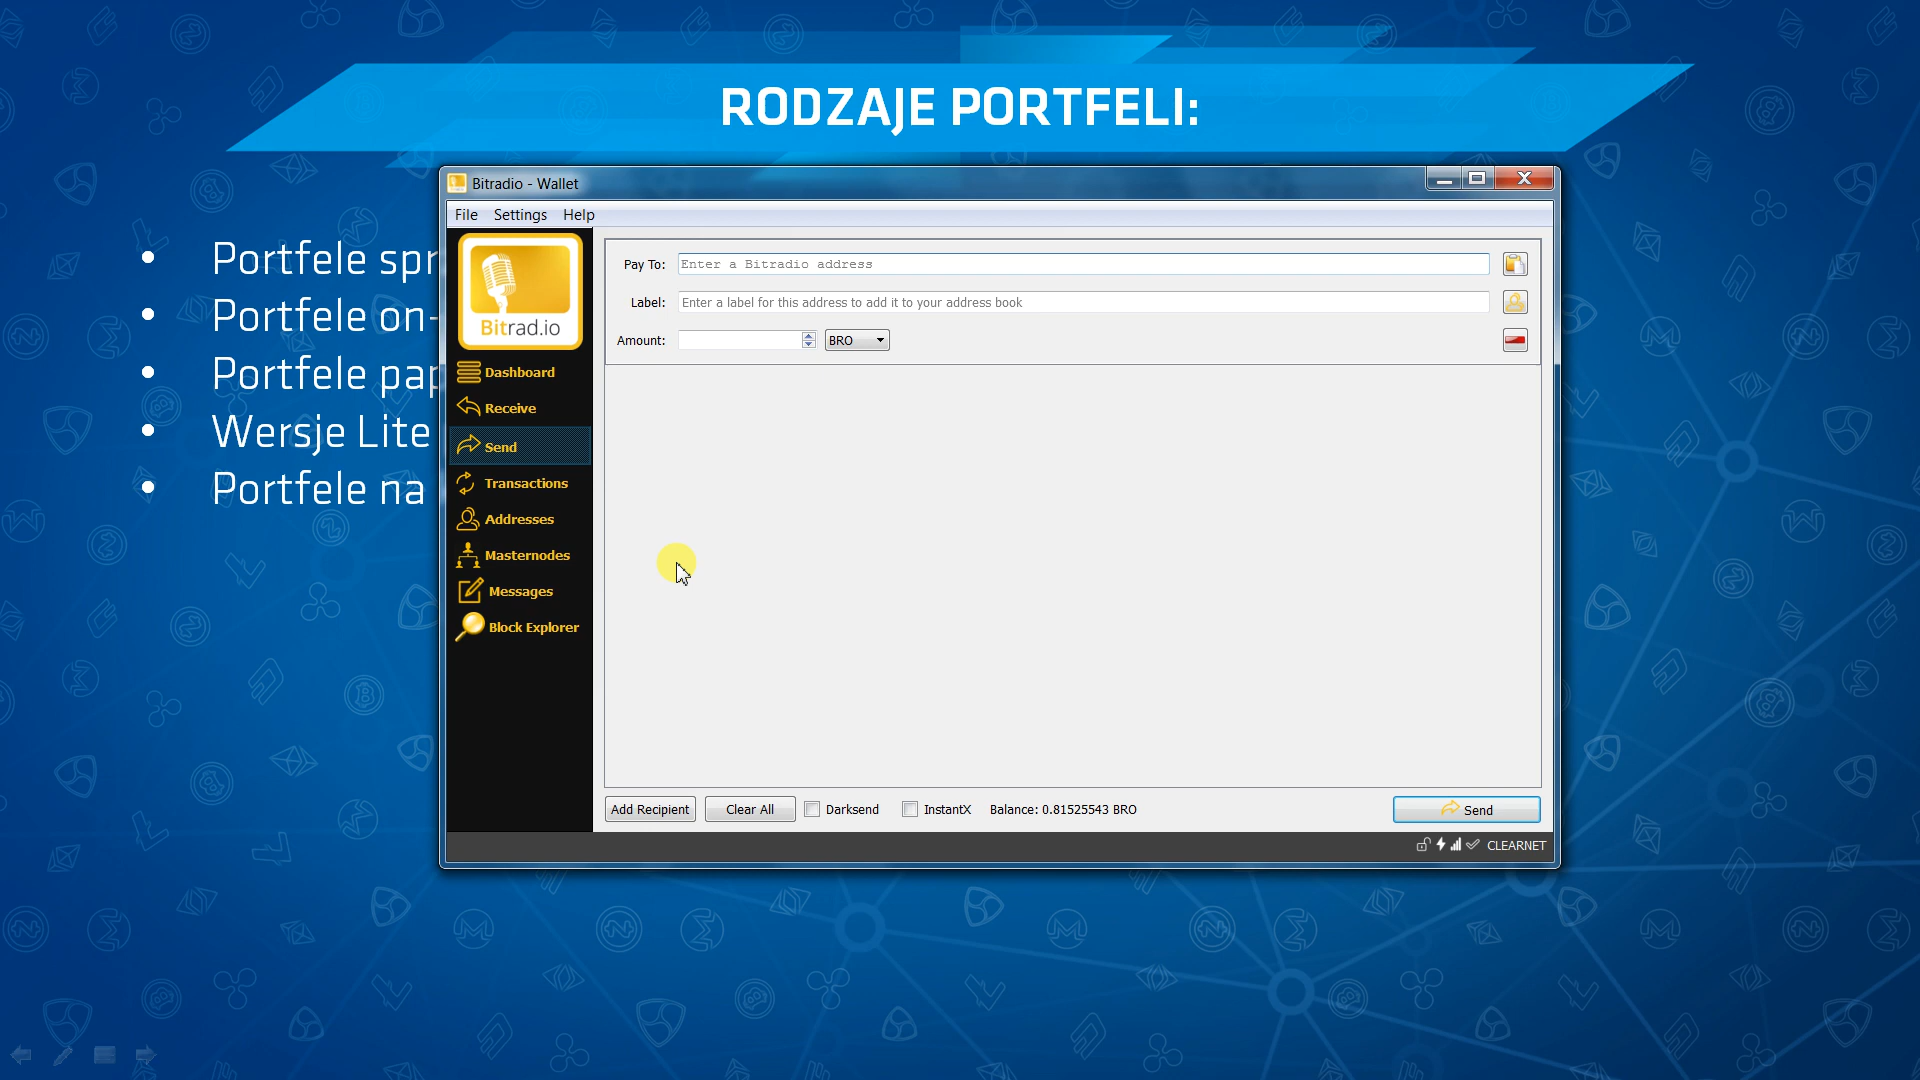 RODZAJE PORTFELI:
Bitradio - Wallet
File Settings Help
• Portfele
• Portfele
• Portfele
• Wersje Lite
• Portfele na
Bitrad.io
Dashboard
Receive
Send
Transactions
Addresses
Masternodes
Messages
Block Explorer
Pay To: Enter a Bitradio address
Label: Enter a label for this address to add it to your address book
Amount: BRO
Add Recipient Clear All Darksend InstantX Balance: 0.81525543 BRO Send
CLEARNET